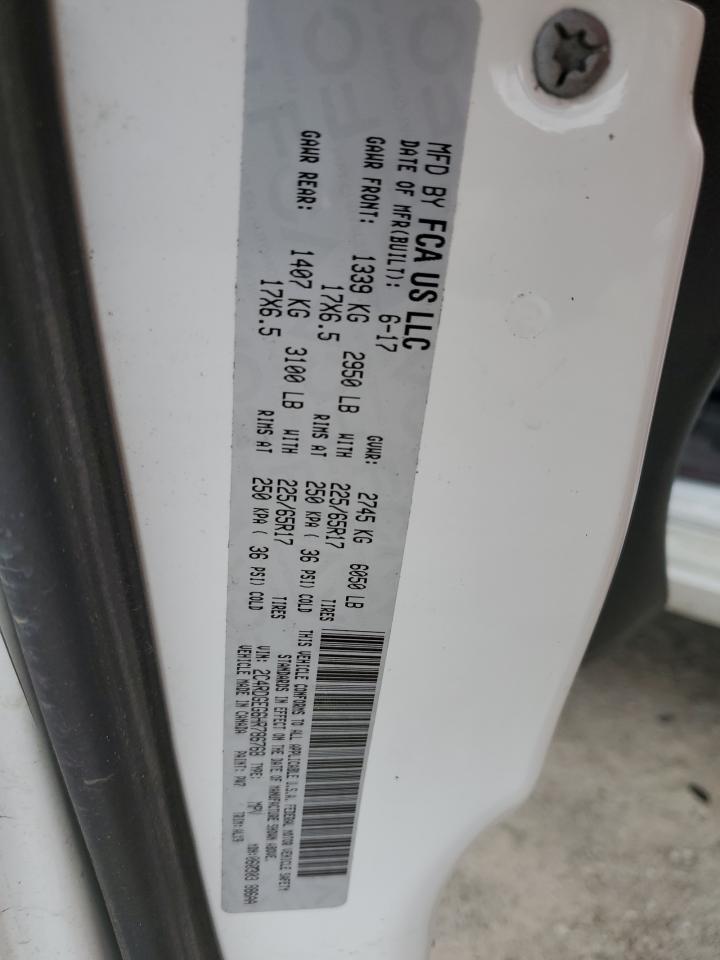 MFD BY FCA US LLC
DATE OF MFR(BUILT): 6-17 GVWR: 2745 KG 6050 LB
GAWR FRONT: 1339 KG 2950 LB WITH 225/65R17 TIRES
17X6.5 RIMS AT 250 KPA ( 36 PSI) COLD
GAWR REAR: 1407 KG 3100 LB WITH 225/65R17 TIRES
17X6.5 RIMS AT 250 KPA ( 36 PSI) COLD
THIS VEHICLE CONFORMS TO ALL APPLICABLE U.S.A. FEDERAL MOTOR VEHICLE SAFETY
STANDARDS IN EFFECT ON THE DATE OF MANUFACTURE SHOWN ABOVE.
VIN: 2C4RDGEG6HR786768 TYPE: MPV
VEHICLE MADE IN CANADA PAINT: PW7 TRIM: